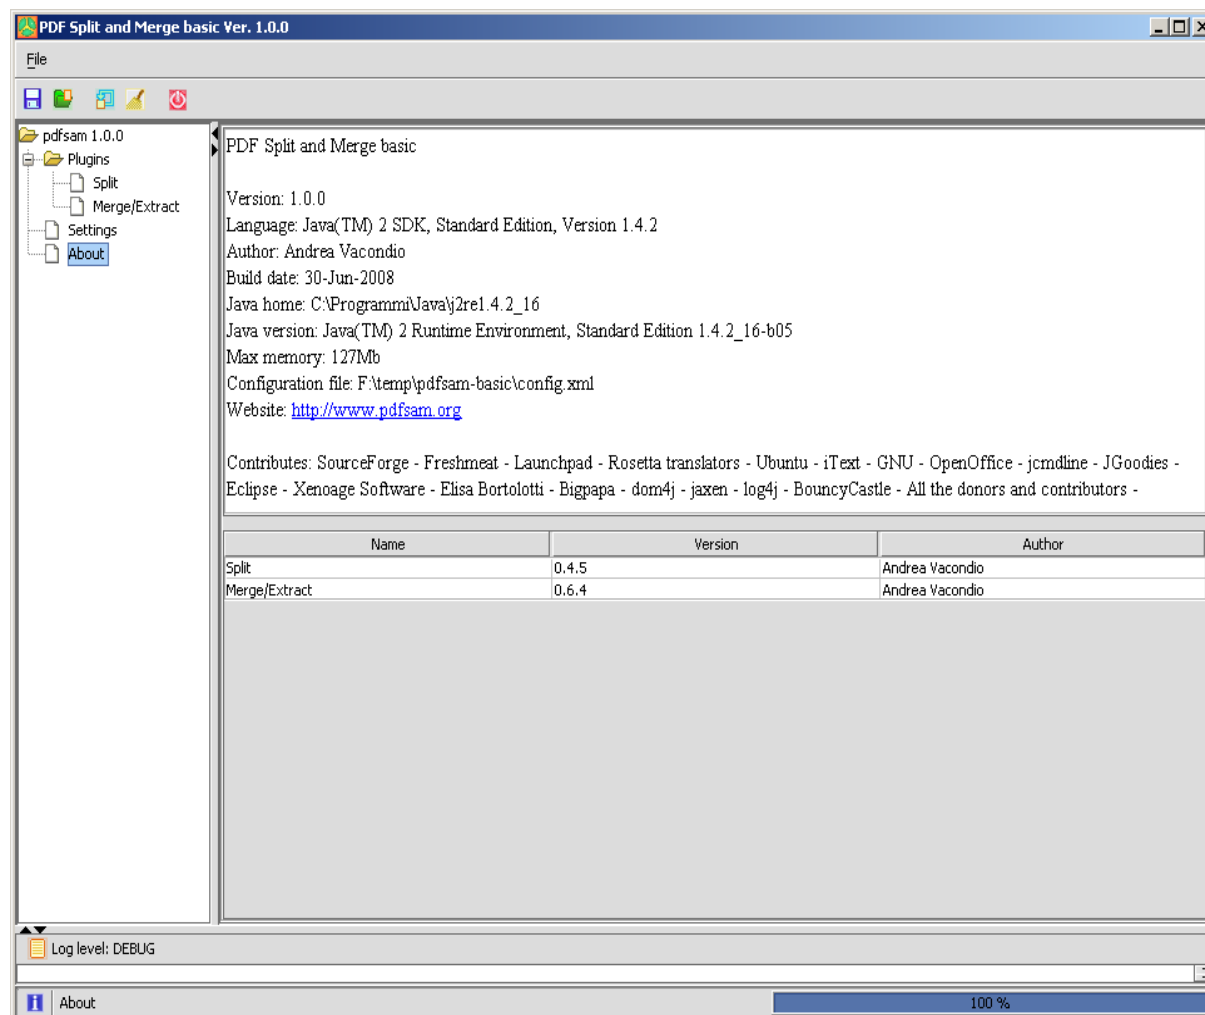 PDF Split and Merge basic Ver. 1.0.0
File
pdfsam 1.0.0
Plugins
Split
Merge/Extract
Settings
About
PDF Split and Merge basic
Version: 1.0.0
Language: Java(TM) 2 SDK, Standard Edition, Version 1.4.2
Author: Andrea Vacondio
Build date: 30-Jun-2008
Java home: C:\Programmi\Java\j2re1.4.2_16
Java version: Java(TM) 2 Runtime Environment, Standard Edition 1.4.2_16-b05
Max memory: 127Mb
Configuration file: F:\temp\pdfsam-basic\config.xml
Website: http://www.pdfsam.org
Contributes: SourceForge - Freshmeat - Launchpad - Rosetta translators - Ubuntu - iText - GNU - OpenOffice - jcmdline - JGoodies -
Eclipse - Xenoage Software - Elisa Bortolotti - Bigpapa - dom4j - jaxen - log4j - BouncyCastle - All the donors and contributors -
Name Version Author
Split 0.4.5 Andrea Vacondio
Merge/Extract 0.6.4 Andrea Vacondio
Log level: DEBUG
About 100 %